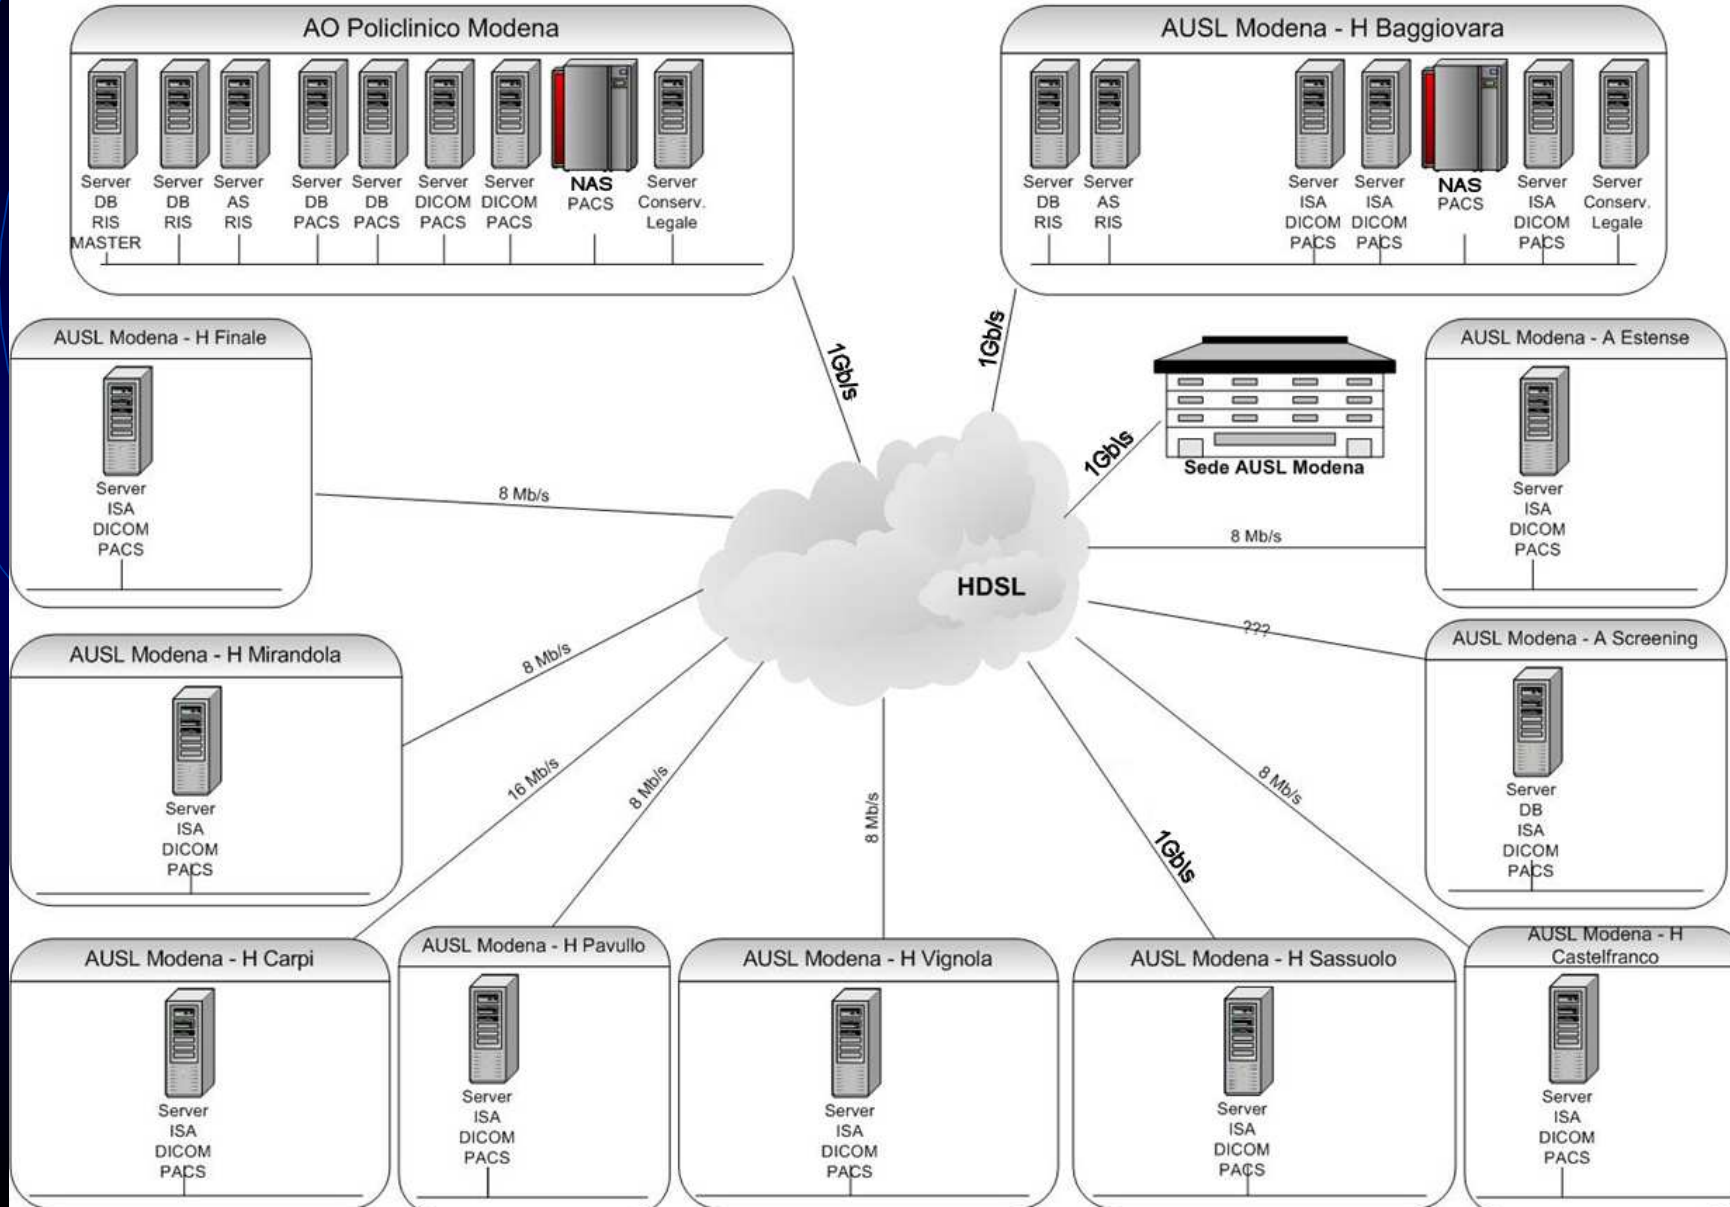 AO Policlinico Modena
Server
DB
RIS
MASTER
Server
DB
RIS
Server
AS
RIS
Server
DB
PACS
Server
DB
PACS
Server
DICOM
PACS
Server
DICOM
PACS
NAS
PACS
Server
Conserv.
Legale
AUSL Modena - H Baggiovara
Server
DB
RIS
Server
AS
RIS
Server
ISA
DICOM
PACS
Server
ISA
DICOM
PACS
NAS
PACS
Server
ISA
DICOM
PACS
Server
Conserv.
Legale
1Gb/s
1Gb/s
1Gb/s
Sede AUSL Modena
AUSL Modena - H Finale
Server
ISA
DICOM
PACS
8 Mb/s
AUSL Modena - A Estense
Server
ISA
DICOM
PACS
8 Mb/s
HDSL
AUSL Modena - H Mirandola
Server
ISA
DICOM
PACS
8 Mb/s
???
AUSL Modena - A Screening
Server
DB
ISA
DICOM
PACS
16 Mb/s
8 Mb/s
8 Mb/s
1Gb/s
8 Mb/s
AUSL Modena - H Carpi
Server
ISA
DICOM
PACS
AUSL Modena - H Pavullo
Server
ISA
DICOM
PACS
AUSL Modena - H Vignola
Server
ISA
DICOM
PACS
AUSL Modena - H Sassuolo
Server
ISA
DICOM
PACS
AUSL Modena - H
Castelfranco
Server
ISA
DICOM
PACS